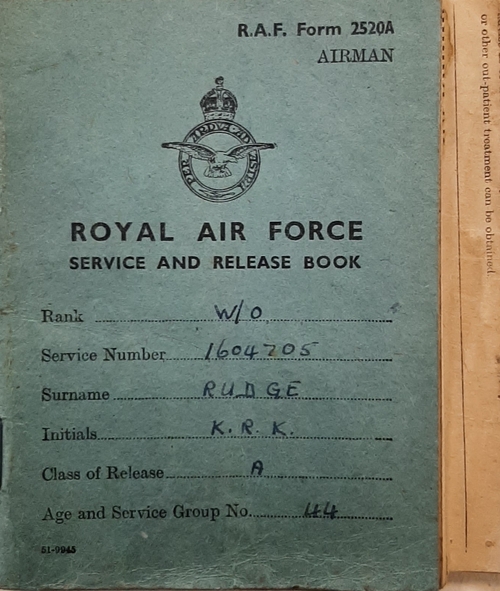 R.A.F. Form 2520A
AIRMAN
PER ARDVA AD ASTRA
ROYAL AIR FORCE
SERVICE AND RELEASE BOOK
Rank W/O.
Service Number 1604705
Surname RUDGE
Initials K. R. K.
Class of Release A
Age and Service Group No. 44
51-9945
or other out-patient treatment can be obtained.